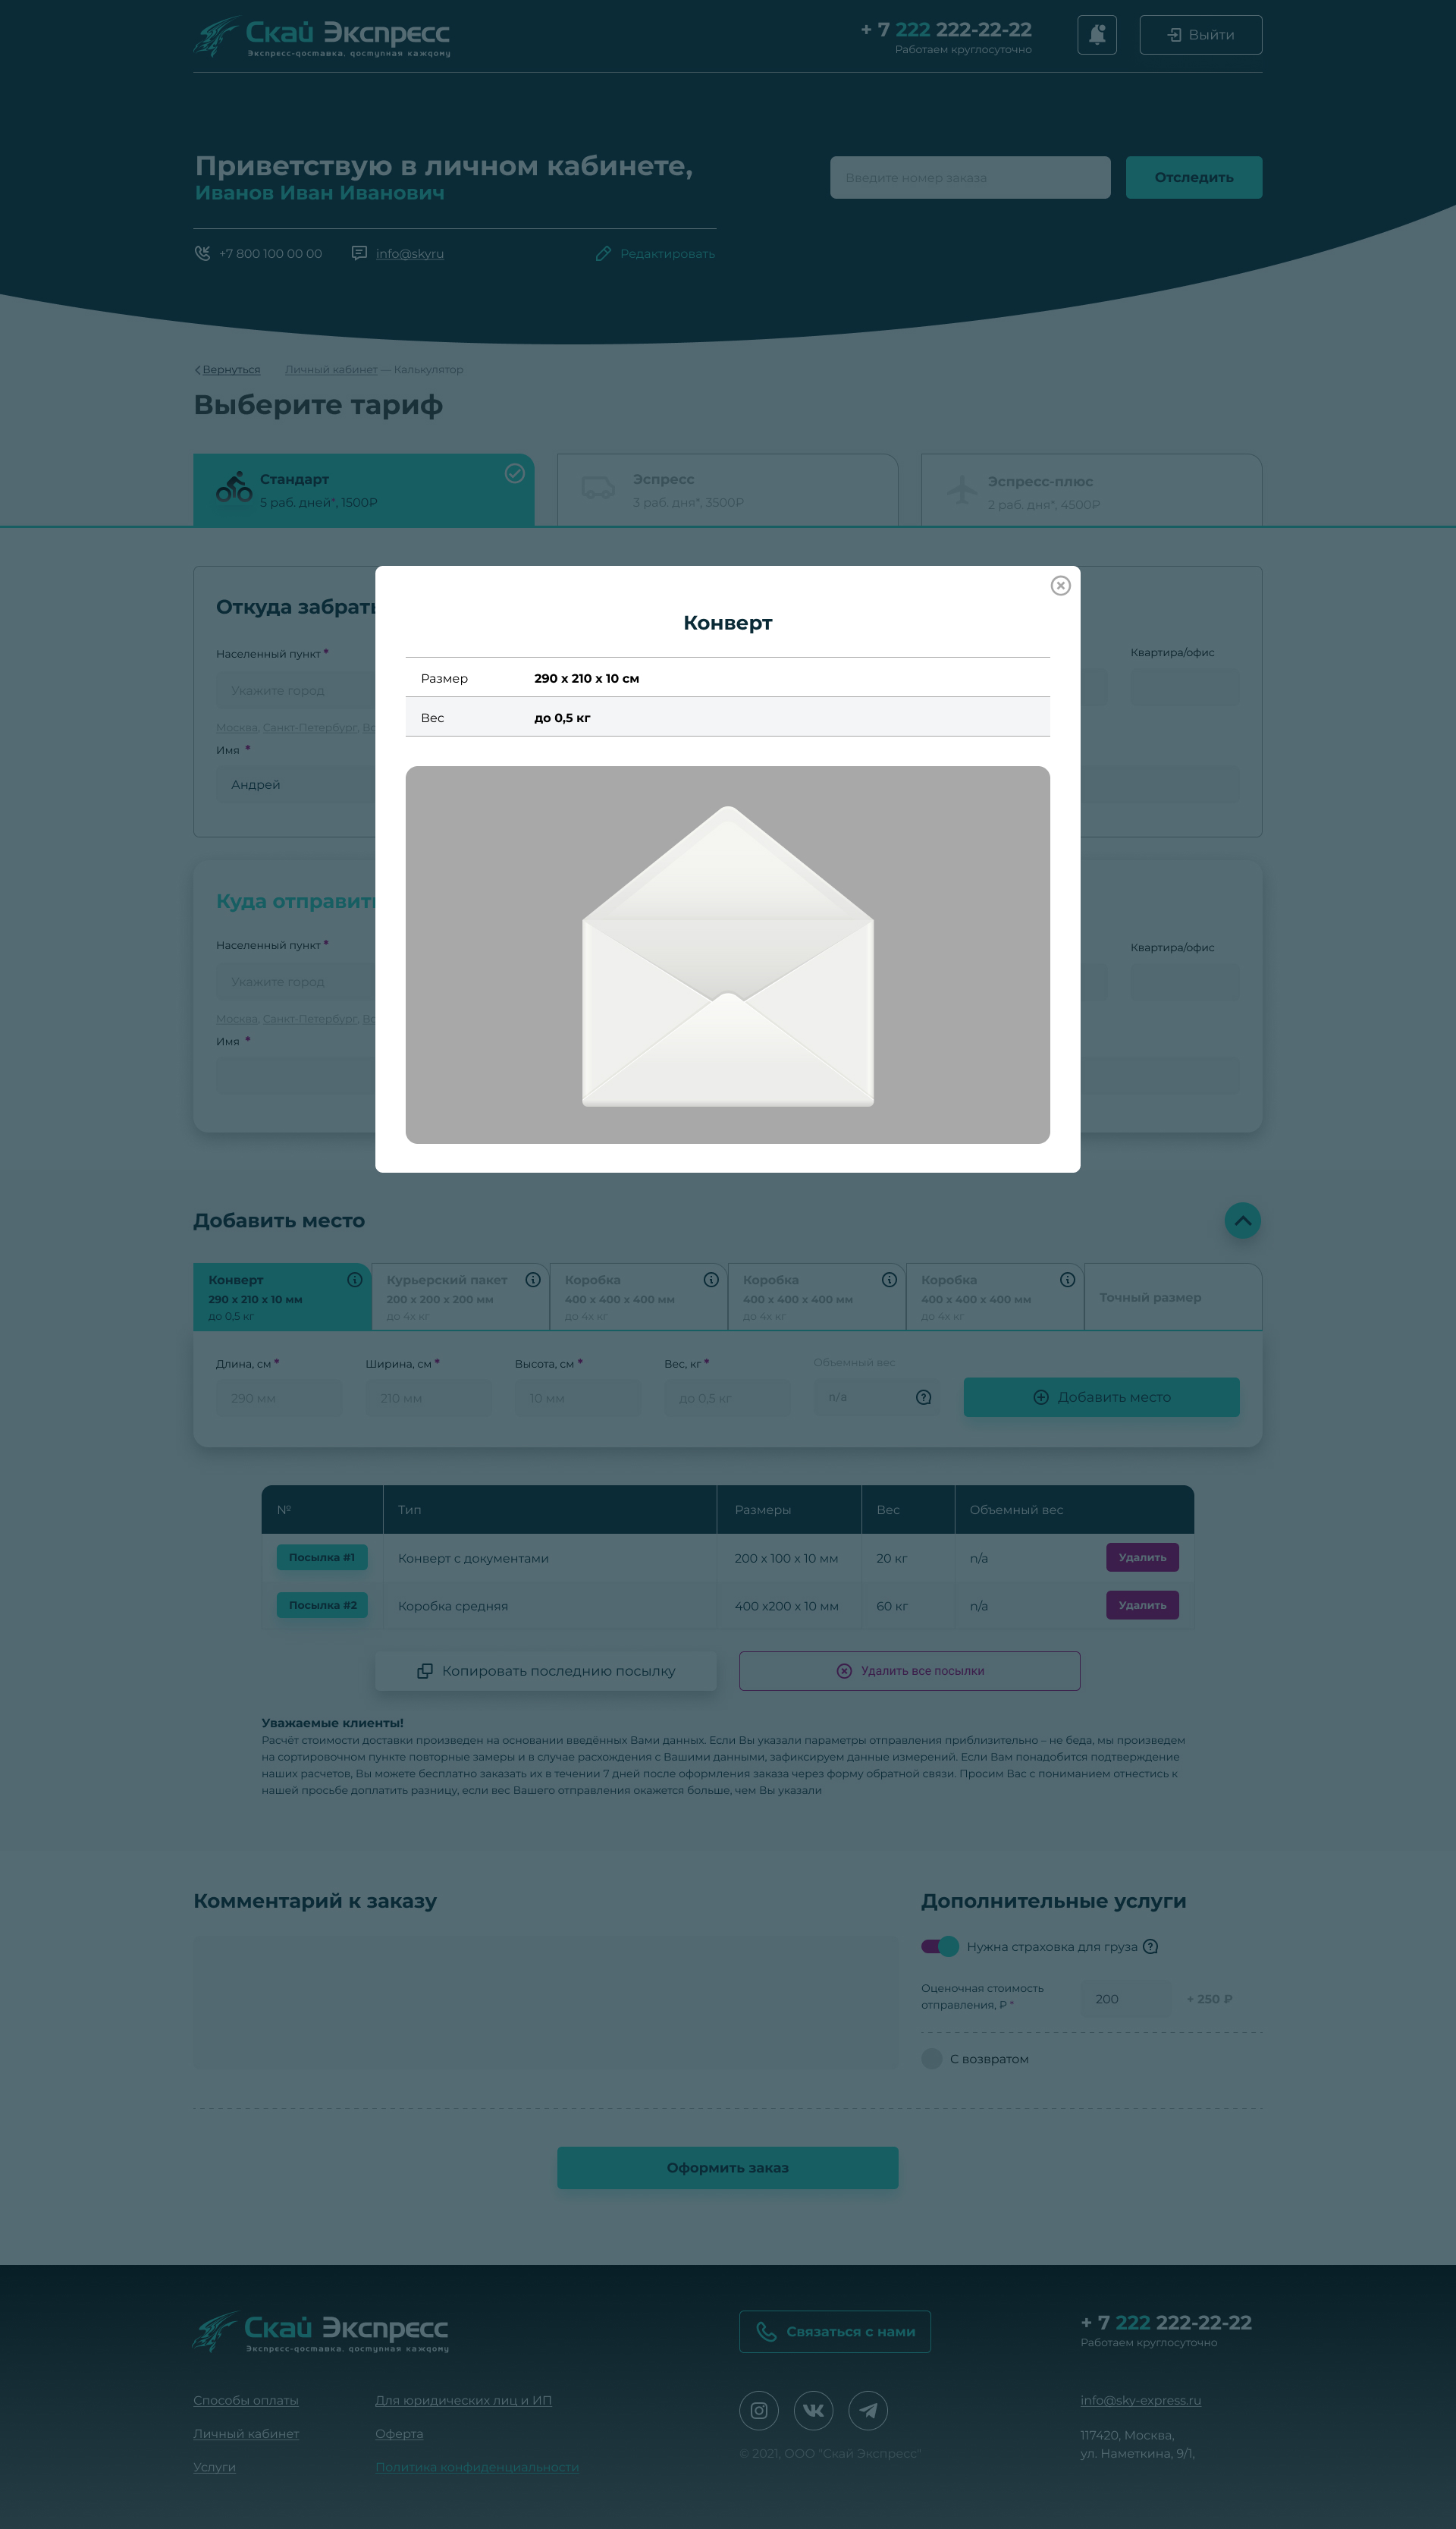 Скай Экспресс
Экспресс-доставка, доступная каждому
+ 7 222 222-22-22
Работаем круглосуточно
Выйти
Приветствую в личном кабинете,
Иванов Иван Иванович
Введите номер заказа
Отследить
+7 800 100 00 00
info@skyru
Редактировать
Вернуться
Личный кабинет — Калькулятор
Выберите тариф
Стандарт
5 раб. дней*, 1500₽
Эспресс
3 раб. дня*, 3500₽
Эспресс-плюс
2 раб. дня*, 4500₽
Откуда забрать
Населенный пункт *
Квартира/офис
Укажите город
Москва, Санкт-Петербург,
Имя *
Андрей
Конверт
Размер 290 x 210 x 10 см
Вес до 0,5 кг
Куда отправить
Населенный пункт *
Квартира/офис
Укажите город
Москва, Санкт-Петербург,
Имя *
Добавить место
Конверт
290 x 210 x 10 мм
до 0,5 кг
Курьерский пакет
200 x 200 x 200 мм
до 4х кг
Коробка
400 x 400 x 400 мм
до 4х кг
Коробка
400 x 400 x 400 мм
до 4х кг
Коробка
400 x 400 x 400 мм
до 4х кг
Точный размер
Длина, см * Ширина, см * Высота, см * Вес, кг * Объемный вес
290 мм 210 мм 10 мм до 0,5 кг n/a Добавить место
№ Тип Размеры Вес Объемный вес
Посылка #1 Конверт с документами 200 x 100 x 10 мм 20 кг n/a Удалить
Посылка #2 Коробка средняя 400 x200 x 10 мм 60 кг n/a Удалить
Копировать последнию посылку
Удалить все посылки
Уважаемые клиенты!
Расчёт стоимости доставки произведен на основании введённых Вами данных. Если Вы указали параметры отправления приблизительно – не беда, мы произведем
на сортировочном пункте повторные замеры и в случае расхождения с Вашими данными, зафиксируем данные измерений. Если Вам понадобится подтверждение
наших расчетов, Вы можете бесплатно заказать их в течении 7 дней после оформления заказа через форму обратной связи. Просим Вас с пониманием отнестись к
нашей просьбе доплатить разницу, если вес Вашего отправления окажется больше, чем Вы указали
Комментарий к заказу
Дополнительные услуги
Нужна страховка для груза
Оценочная стоимость
отправления, ₽ *
200
+ 250 ₽
С возвратом
Оформить заказ
Скай Экспресс
Экспресс-доставка, доступная каждому
Связаться с нами
+ 7 222 222-22-22
Работаем круглосуточно
Способы оплаты
Для юридических лиц и ИП
info@sky-express.ru
Личный кабинет
Оферта
117420, Москва,
ул. Наметкина, 9/1,
© 2021, ООО "Скай Экспресс"
Услуги
Политика конфиденциальности